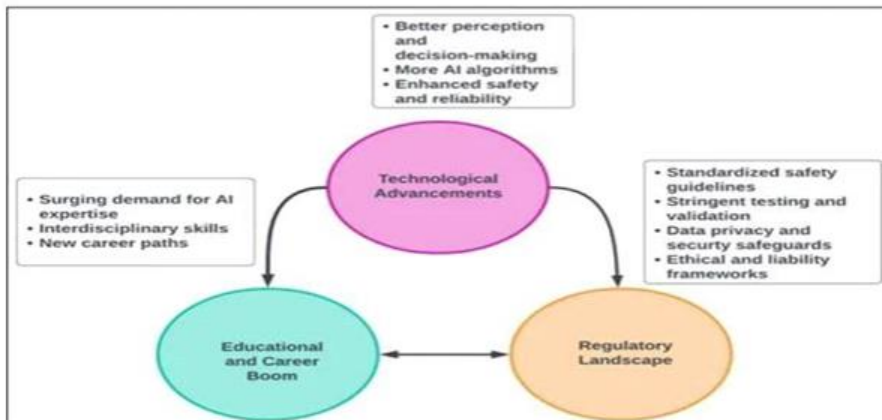 • Better perception
and
decision-making
• More AI algorithms
• Enhanced safety
and reliability
Technological
Advancements
• Surging demand for AI
expertise
• Interdisciplinary skills
• New career paths
• Standardized safety
guidelines
• Stringent testing and
validation
• Data privacy and
securty safeguards
• Ethical and liability
frameworks
Educational
and Career
Boom
Regulatory
Landscape